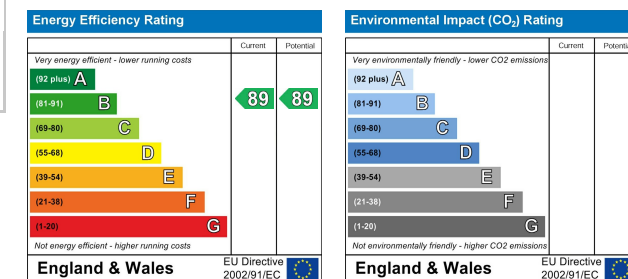 Energy Efficiency Rating
Current Potential
Very energy efficient - lower running costs
(92 plus) A
(81-91) B 89 89
(69-80) C
(55-68) D
(39-54) E
(21-38) F
(1-20) G
Not energy efficient - higher running costs
England & Wales
EU Directive
2002/91/EC
Environmental Impact (CO2) Rating
Current Potentia
Very environmentally friendly - lower CO2 emissions
(92 plus) A
(81-91) B
(69-80) C
(55-68) D
(39-54) E
(21-38) F
(1-20) G
Not environmentally friendly - higher CO2 emissions
England & Wales
EU Directive
2002/91/EC